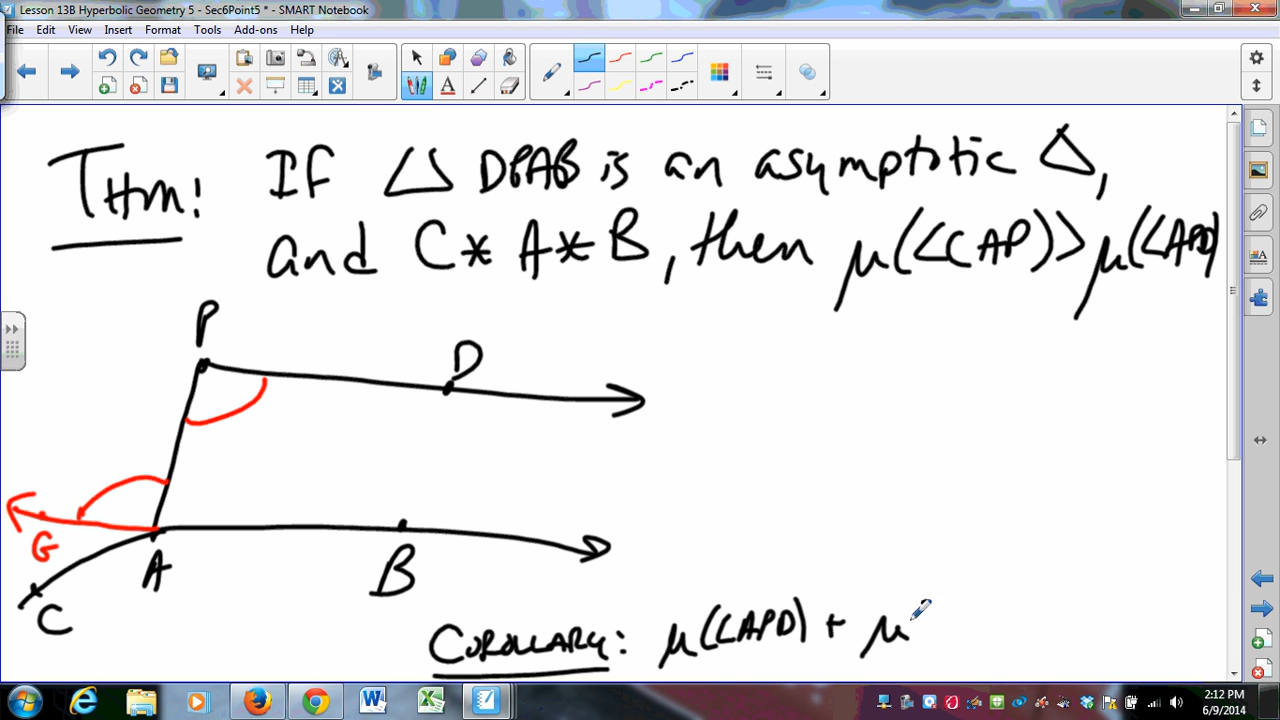 Lesson 13B Hyperbolic Geometry 5 - Sec6Point5 * - SMART Notebook
File Edit View Insert Format Tools Add-ons Help
THM: If △ DPAB is an asymptotic △,
and C * A * B, then μ(∠CAP) > μ(∠APD)
P
D
G
A
B
C
COROLLARY: μ(∠APD) + μ
2:12 PM
6/9/2014